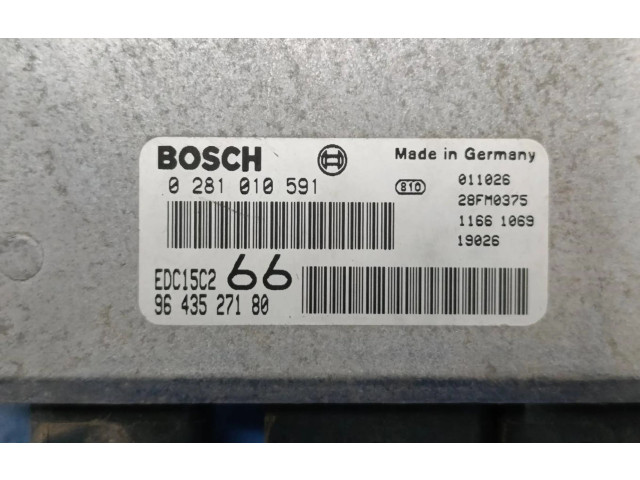 BOSCH
Made in Germany
0 281 010 591
810
011026
28FM0375
1166 1069
19026
EDC15C2 66
96 435 271 80